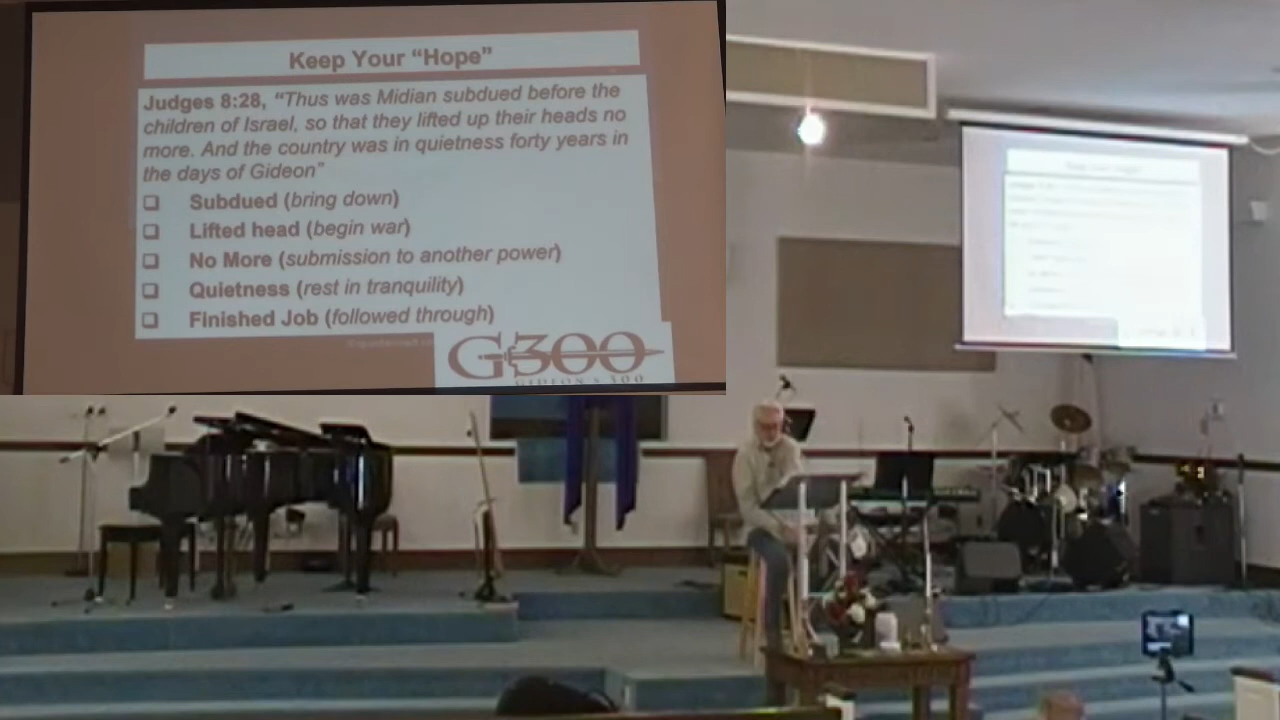 Keep Your “Hope”
Judges 8:28, “Thus was Midian subdued before the
children of Israel, so that they lifted up their heads no
more. And the country was in quietness forty years in
the days of Gideon”
❑ Subdued (bring down)
❑ Lifted head (begin war)
❑ No More (submission to another power)
❑ Quietness (rest in tranquility)
❑ Finished Job (followed through)
G300
GIDEON'S 300